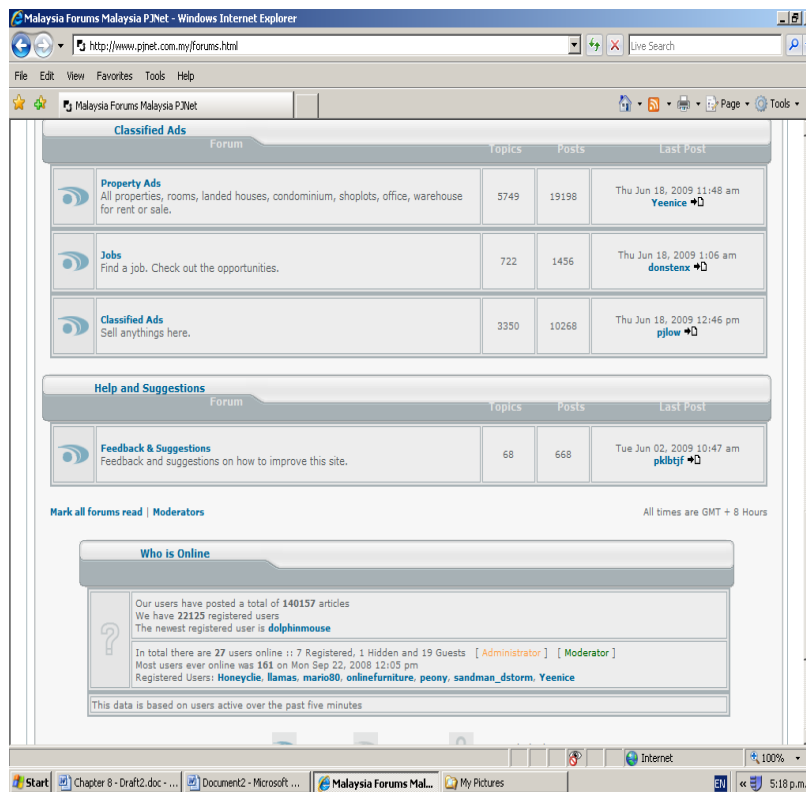 Malaysia Forums Malaysia PJNet - Windows Internet Explorer
http://www.pjnet.com.my/forums.html
Live Search
File Edit View Favorites Tools Help
Malaysia Forums Malaysia PJNet
Page Tools
Classified Ads
Forum Topics Posts Last Post
Property Ads
All properties, rooms, landed houses, condominium, shoplots, office, warehouse
for rent or sale.
5749 19198
Thu Jun 18, 2009 11:48 am
Yeenice
Jobs
Find a job. Check out the opportunities.
722 1456
Thu Jun 18, 2009 1:06 am
donstenx
Classified Ads
Sell anythings here.
3350 10268
Thu Jun 18, 2009 12:46 pm
pjlow
Help and Suggestions
Forum Topics Posts Last Post
Feedback & Suggestions
Feedback and suggestions on how to improve this site.
68 668
Tue Jun 02, 2009 10:47 am
pklbtjf
Mark all forums read | Moderators All times are GMT + 8 Hours
Who is Online
Our users have posted a total of 140157 articles
We have 22125 registered users
The newest registered user is dolphinmouse
In total there are 27 users online :: 7 Registered, 1 Hidden and 19 Guests [ Administrator ] [ Moderator ]
Most users ever online was 161 on Mon Sep 22, 2008 12:05 pm
Registered Users: Honeyclie, llamas, mario80, onlinefurniture, peony, sandman_dstorm, Yeenice
This data is based on users active over the past five minutes
Internet 100%
Start Chapter 8 - Draft2.doc - ... Document2 - Microsoft ... Malaysia Forums Mal... My Pictures EN « 5:18 p.m.